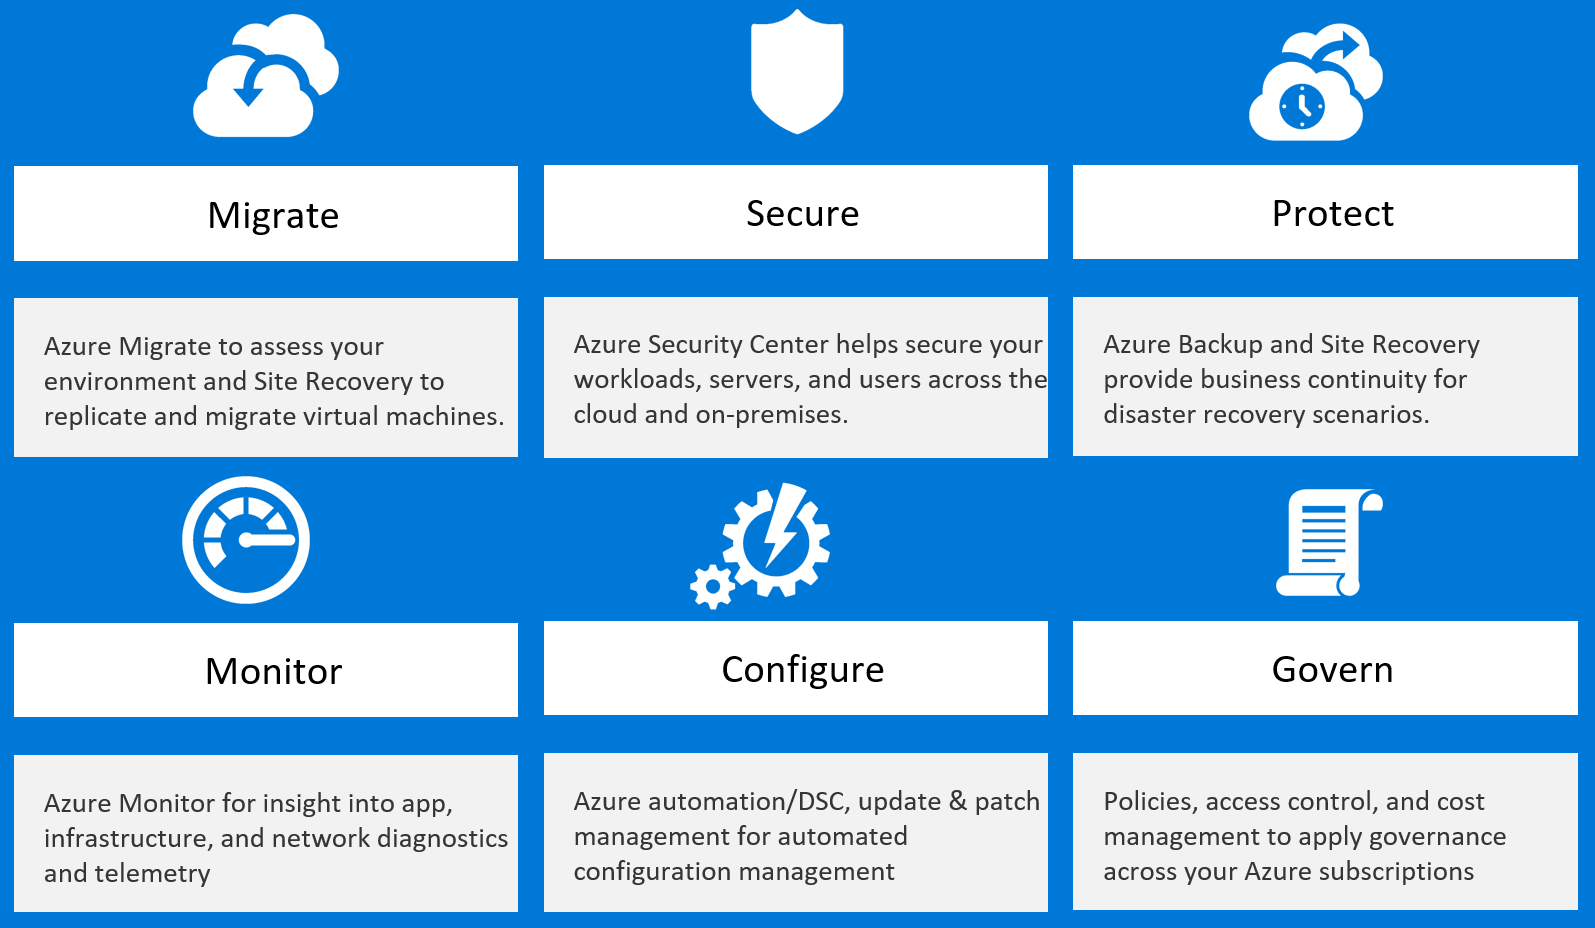 Migrate
Secure
Protect
Azure Migrate to assess your
environment and Site Recovery to
replicate and migrate virtual machines.
Azure Security Center helps secure your
workloads, servers, and users across the
cloud and on-premises.
Azure Backup and Site Recovery
provide business continuity for
disaster recovery scenarios.
Monitor
Configure
Govern
Azure Monitor for insight into app,
infrastructure, and network diagnostics
and telemetry
Azure automation/DSC, update & patch
management for automated
configuration management
Policies, access control, and cost
management to apply governance
across your Azure subscriptions